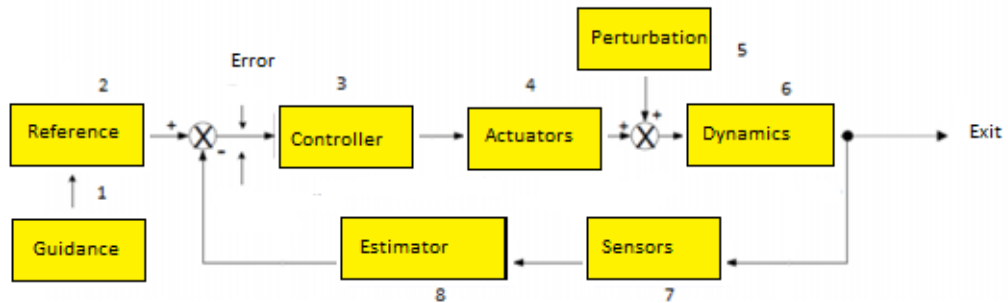 Perturbation
5
Error
2
3
4
6
+
Reference
-
Controller
Actuators
+
+
Dynamics
Exit
1
Guidance
Estimator
Sensors
8
7